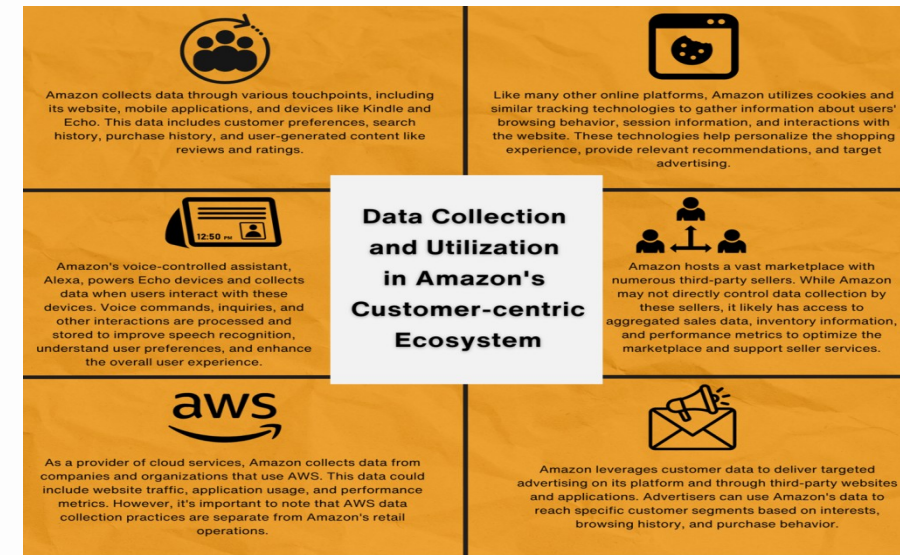 Amazon collects data through various touchpoints, including
its website, mobile applications, and devices like Kindle and
Echo. This data includes customer preferences, search
history, purchase history, and user-generated content like
reviews and ratings.
Like many other online platforms, Amazon utilizes cookies and
similar tracking technologies to gather information about users'
browsing behavior, session information, and interactions with
the website. These technologies help personalize the shopping
experience, provide relevant recommendations, and target
advertising.
Data Collection
and Utilization
in Amazon's
Customer-centric
Ecosystem
12:50 PM
Amazon's voice-controlled assistant,
Alexa, powers Echo devices and collects
data when users interact with these
devices. Voice commands, inquiries, and
other interactions are processed and
stored to improve speech recognition,
understand user preferences, and enhance
the overall user experience.
Amazon hosts a vast marketplace with
numerous third-party sellers. While Amazon
may not directly control data collection by
these sellers, it likely has access to
aggregated sales data, inventory information,
and performance metrics to optimize the
marketplace and support seller services.
aws
As a provider of cloud services, Amazon collects data from
companies and organizations that use AWS. This data could
include website traffic, application usage, and performance
metrics. However, it's important to note that AWS data
collection practices are separate from Amazon's retail
operations.
Amazon leverages customer data to deliver targeted
advertising on its platform and through third-party websites
and applications. Advertisers can use Amazon's data to
reach specific customer segments based on interests,
browsing history, and purchase behavior.